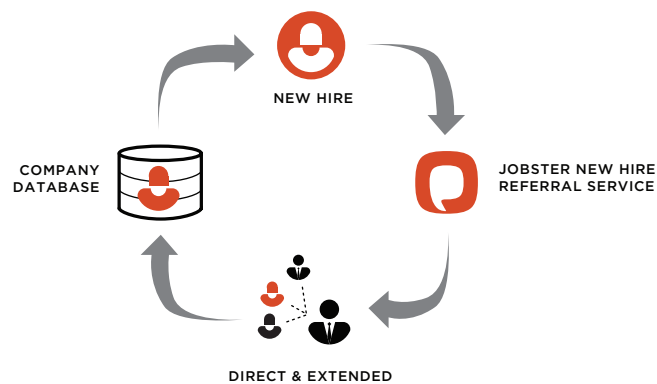 NEW HIRE
COMPANY
DATABASE
JOBSTER NEW HIRE
REFERRAL SERVICE
DIRECT & EXTENDED